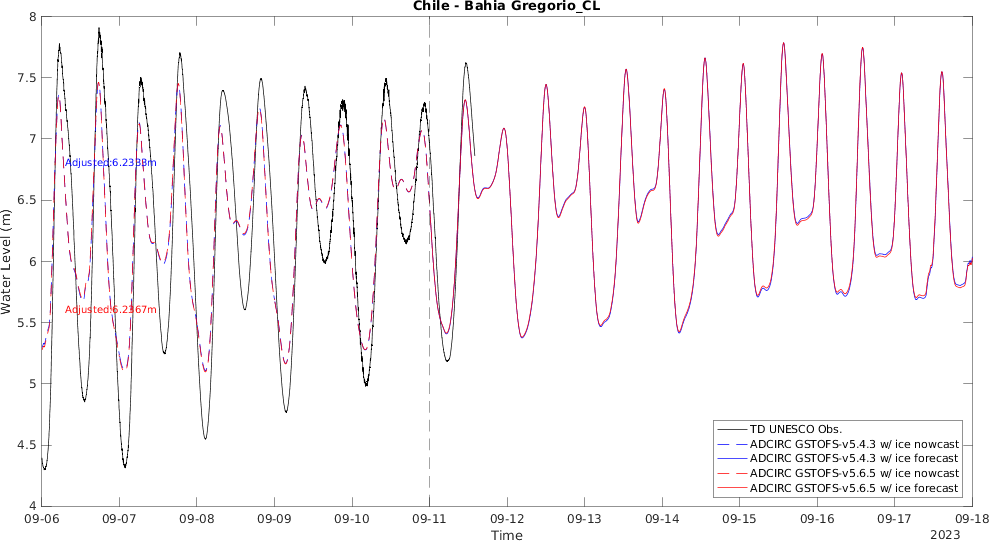 Chile - Bahia Gregorio_CL
Water Level (m)
8
7.5
7
6.5
6
5.5
5
4.5
4
Adjusted:6.2338m
Adjusted:6.2367m
TD UNESCO Obs.
ADCIRC GSTOFS-v5.4.3 w/ ice nowcast
ADCIRC GSTOFS-v5.4.3 w/ ice forecast
ADCIRC GSTOFS-v5.6.5 w/ ice nowcast
ADCIRC GSTOFS-v5.6.5 w/ ice forecast
09-06 09-07 09-08 09-09 09-10 09-11 09-12 09-13 09-14 09-15 09-16 09-17 09-18
Time
2023